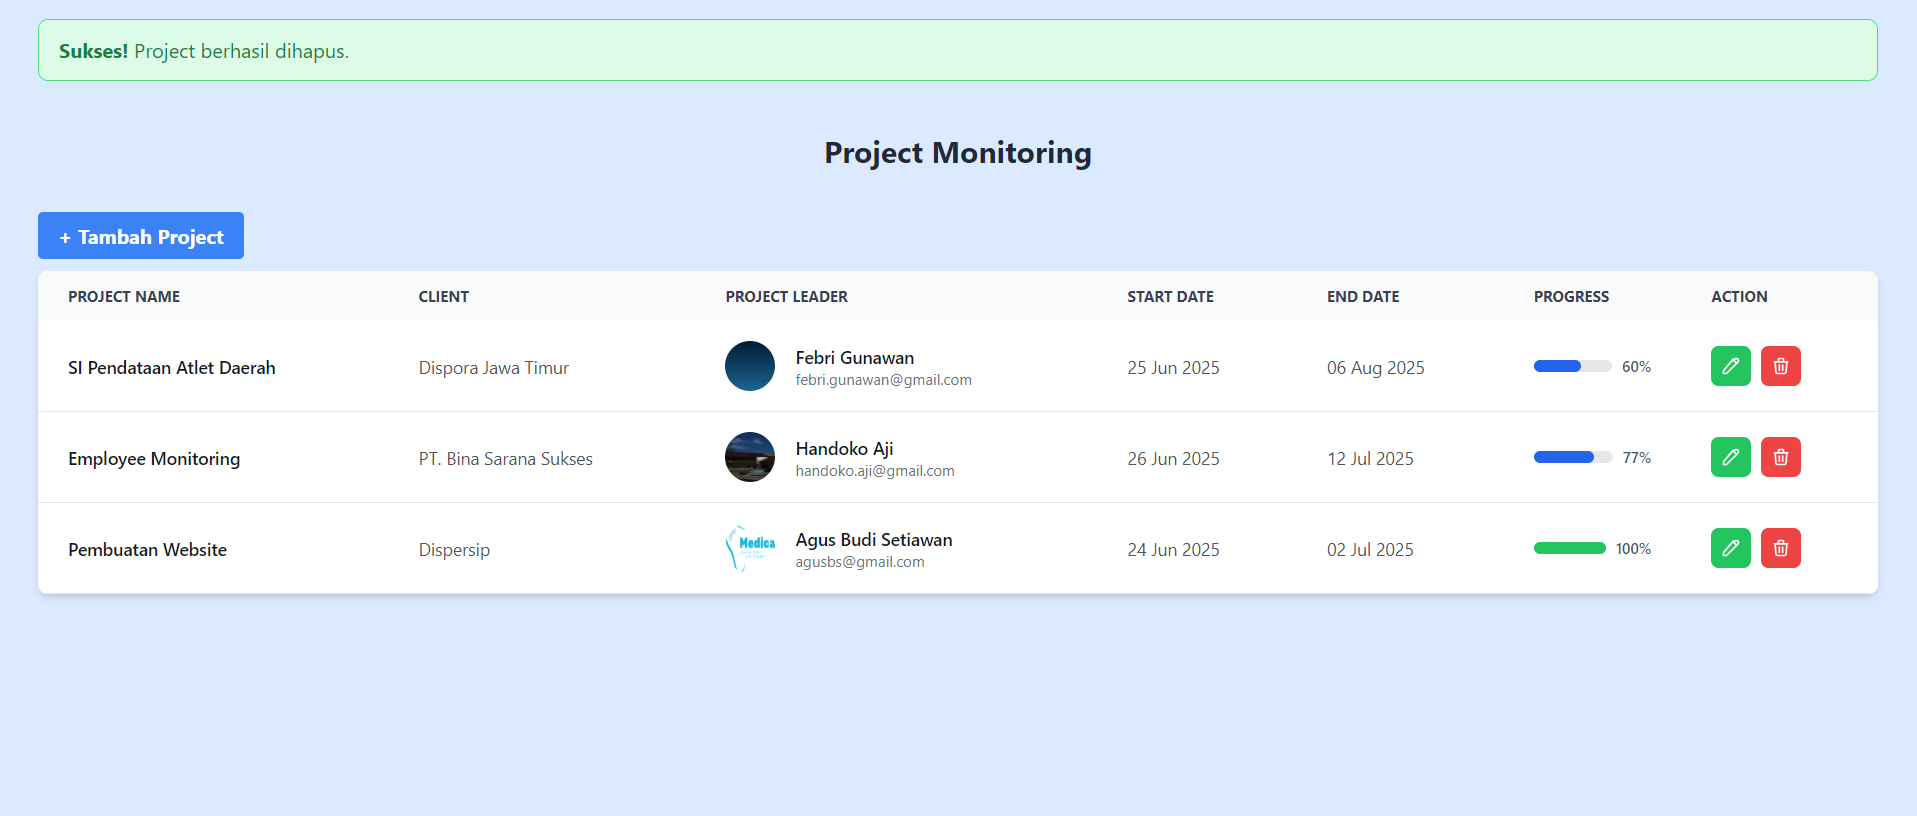 Sukses! Project berhasil dihapus.
Project Monitoring
+ Tambah Project
PROJECT NAME CLIENT PROJECT LEADER START DATE END DATE PROGRESS ACTION
SI Pendataan Atlet Daerah Dispora Jawa Timur Febri Gunawan 25 Jun 2025 06 Aug 2025 60%
febri.gunawan@gmail.com
Employee Monitoring PT. Bina Sarana Sukses Handoko Aji 26 Jun 2025 12 Jul 2025 77%
handoko.aji@gmail.com
Pembuatan Website Dispersip Medica Agus Budi Setiawan 24 Jun 2025 02 Jul 2025 100%
agusbs@gmail.com